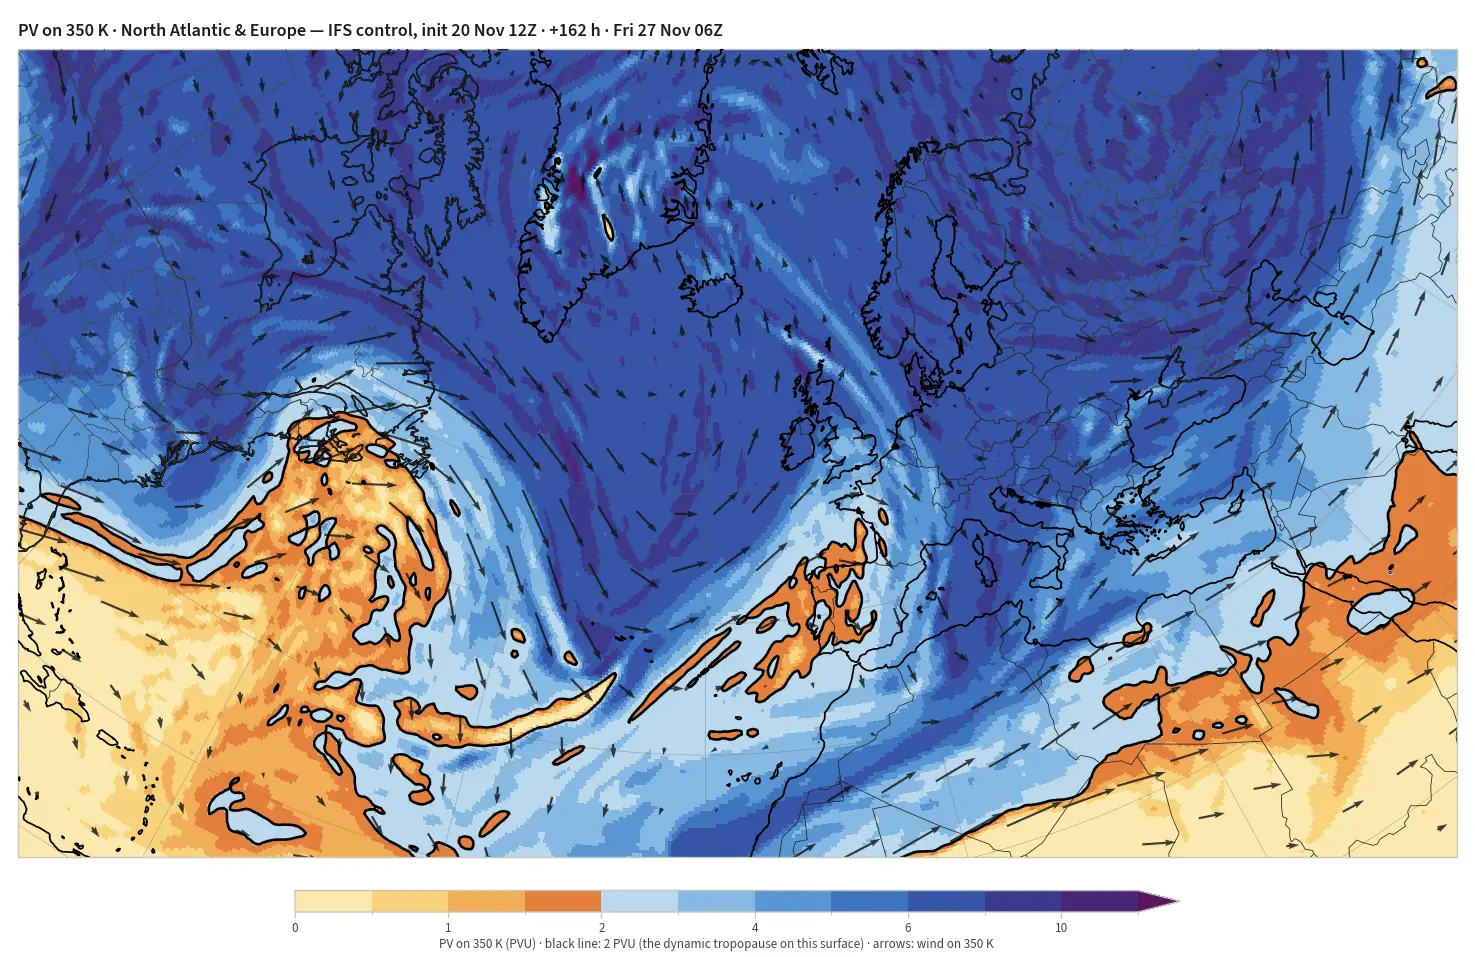 PV on 350 K · North Atlantic & Europe — IFS control, init 20 Nov 12Z · +162 h · Fri 27 Nov 06Z
0 1 2 4 6 10
PV on 350 K (PVU) · black line: 2 PVU (the dynamic tropopause on this surface) · arrows: wind on 350 K